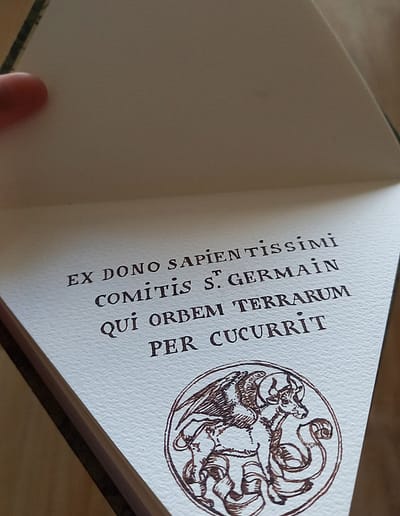 EX DONO SAPIENTISSIMI
COMITIS S.T GERMAIN
QUI ORBEM TERRARUM
PER CUCURRIT